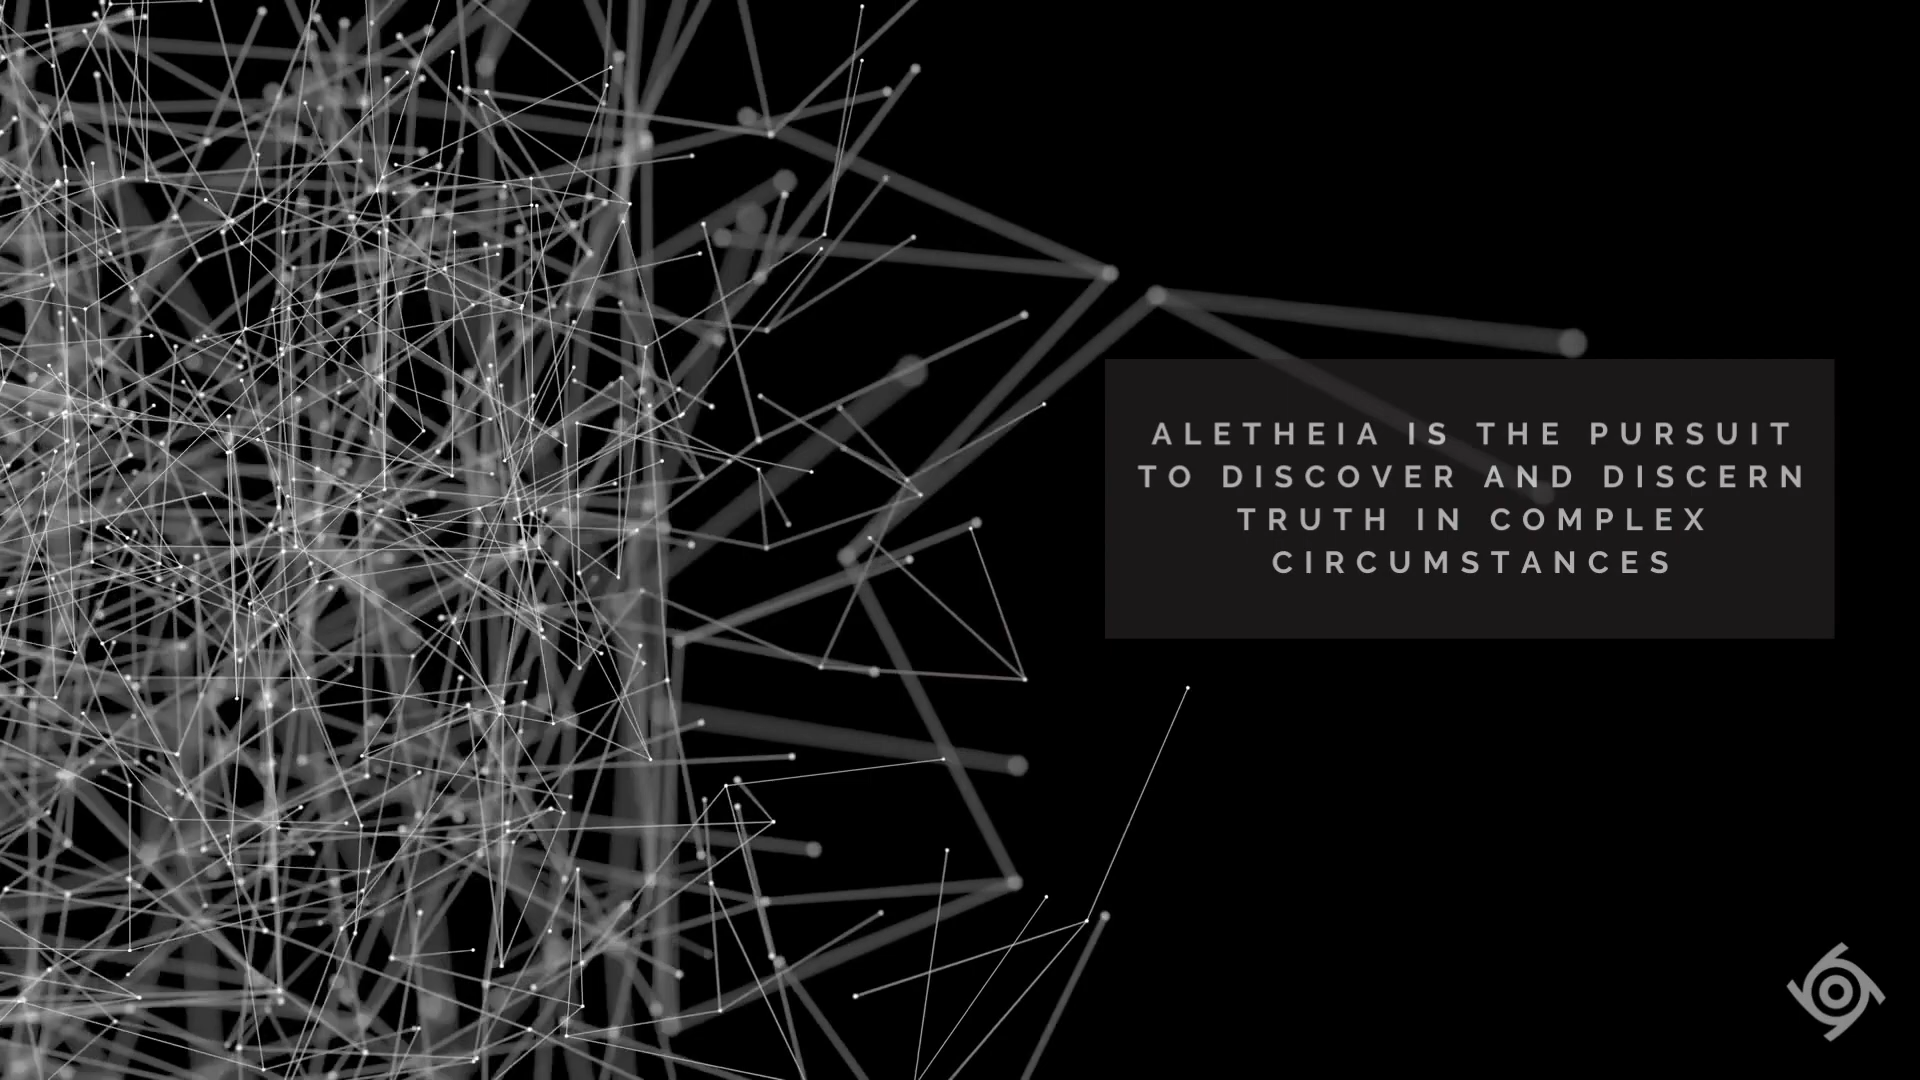 ALETHEIA IS THE PURSUIT
TO DISCOVER AND DISCERN
TRUTH IN COMPLEX
CIRCUMSTANCES